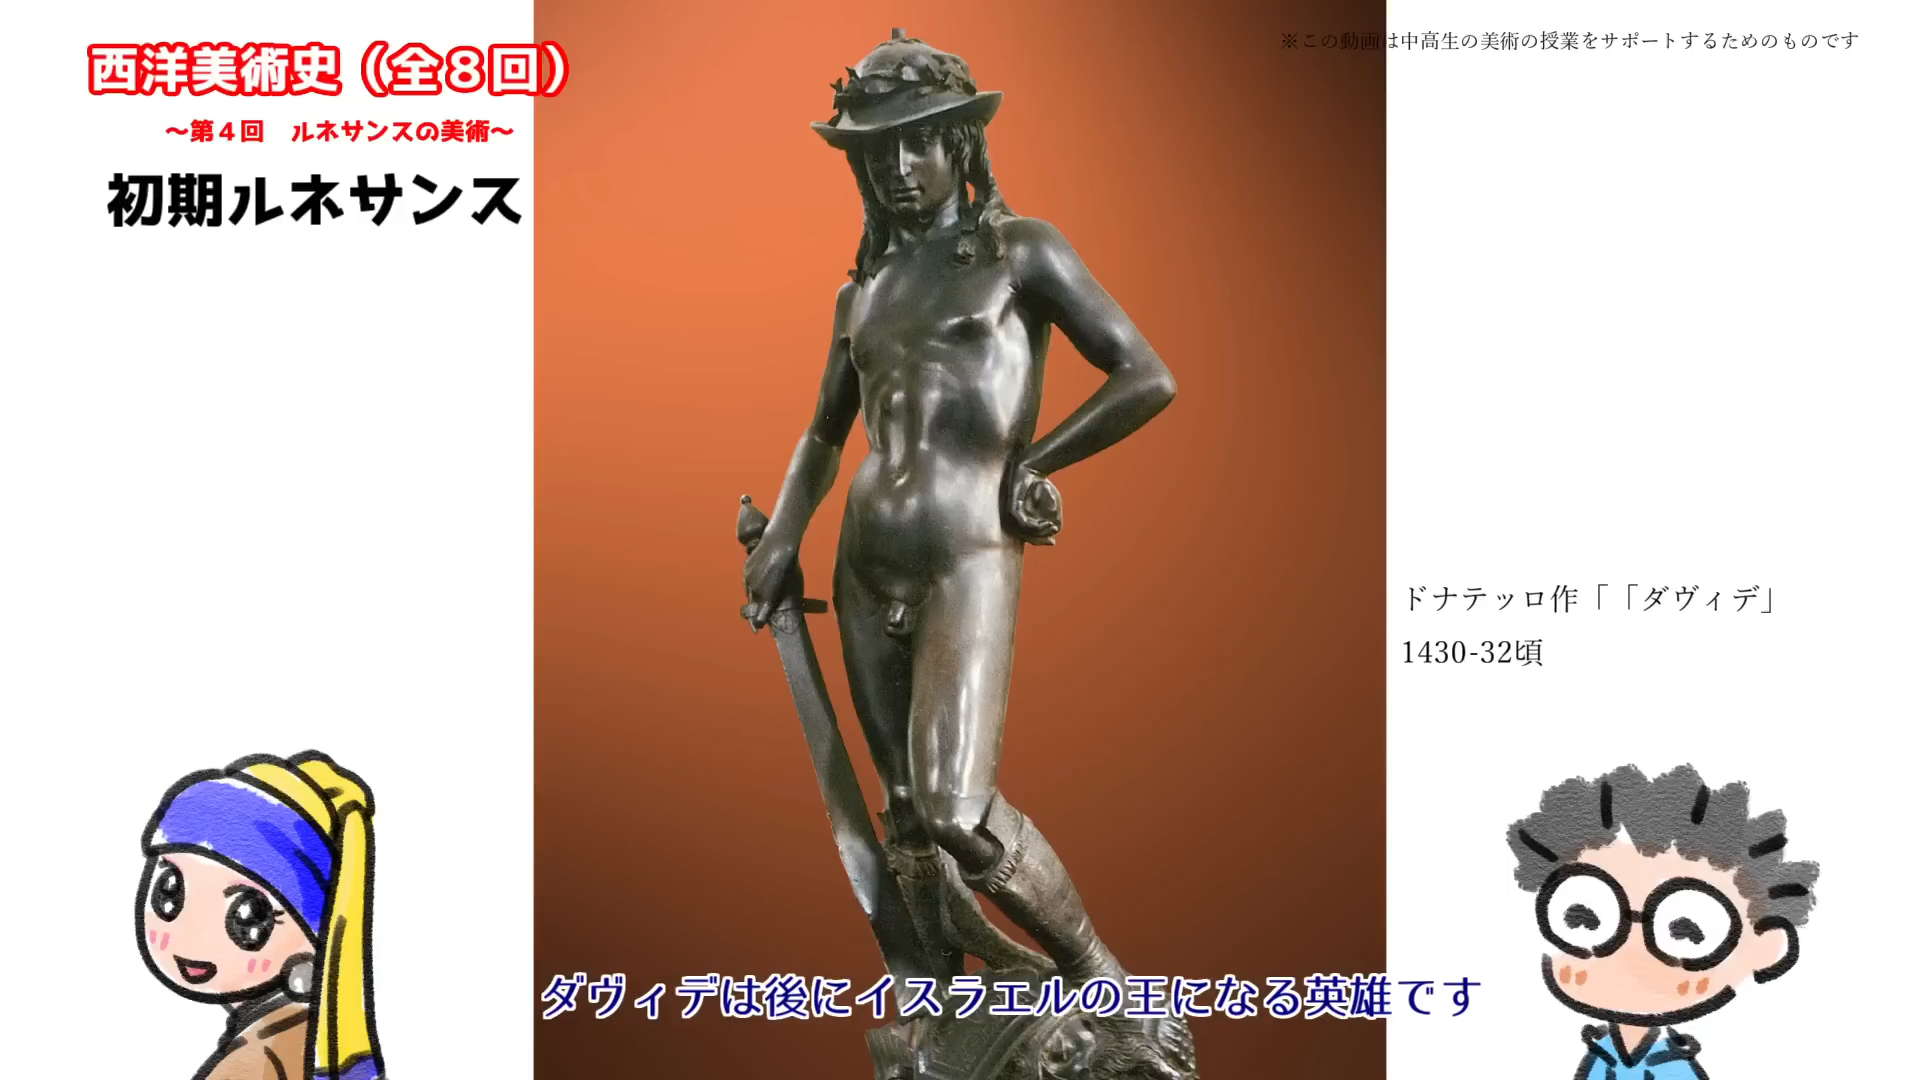 西洋美術史（全８回）
～第４回　ルネサンスの美術～
初期ルネサンス
※この動画は中高生の美術の授業をサポートするためのものです
ドナテッロ作「「ダヴィデ」
1430-32頃
ダヴィデは後にイスラエルの王になる英雄です